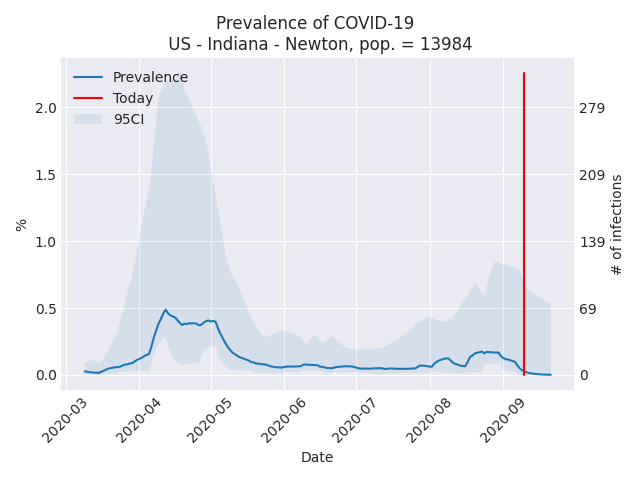 Prevalence of COVID-19
US - Indiana - Newton, pop. = 13984
Prevalence
Today
95CI
%
2.0
1.5
1.0
0.5
0.0
279
209
139
69
0
# of infections
2020-03
2020-04
2020-05
2020-06
2020-07
2020-08
2020-09
Date